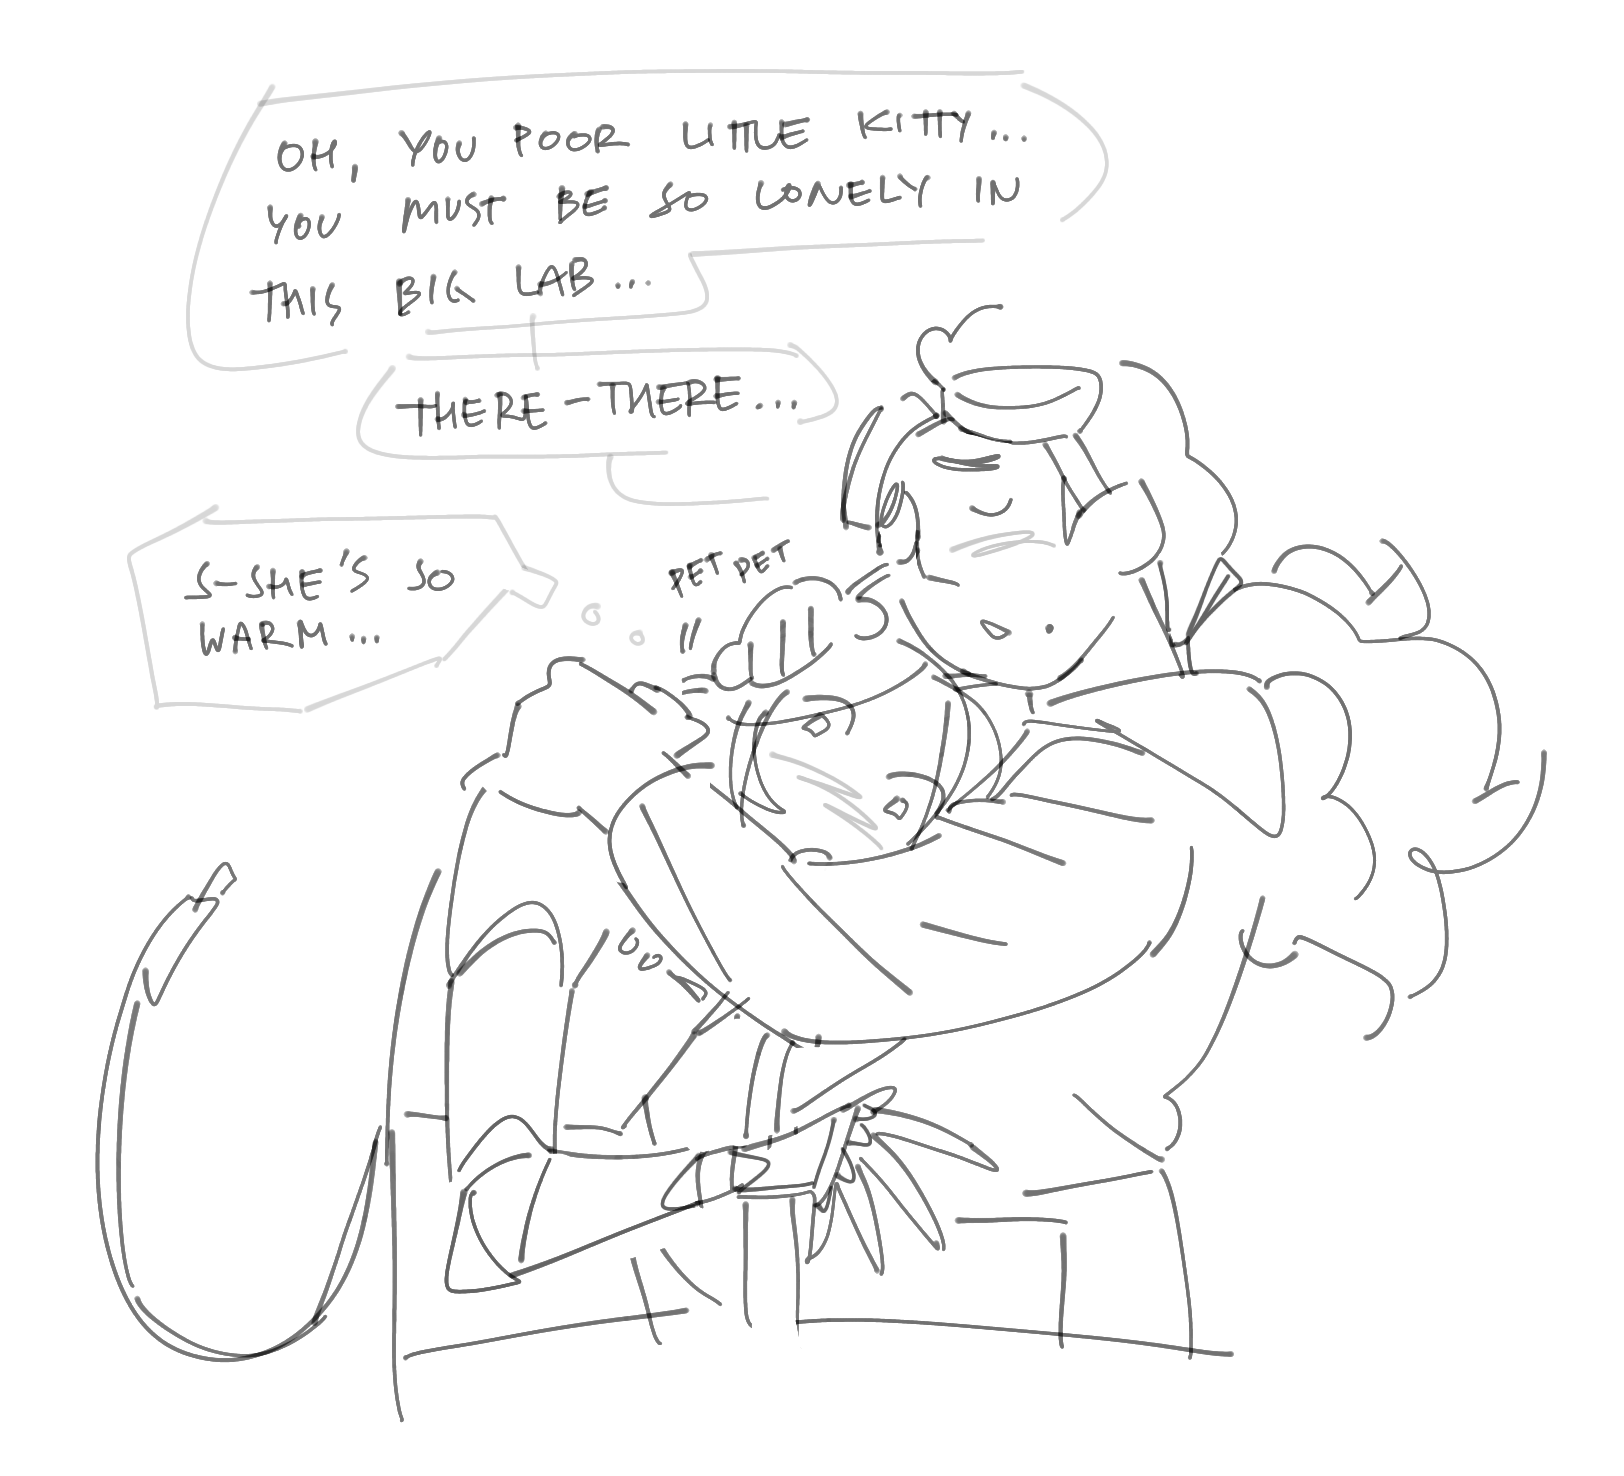 OH, YOU POOR LITTLE KITTY...
YOU MUST BE SO LONELY IN
THIS BIG LAB...
THERE-THERE...
S-SHE'S SO
WARM...
PET PET